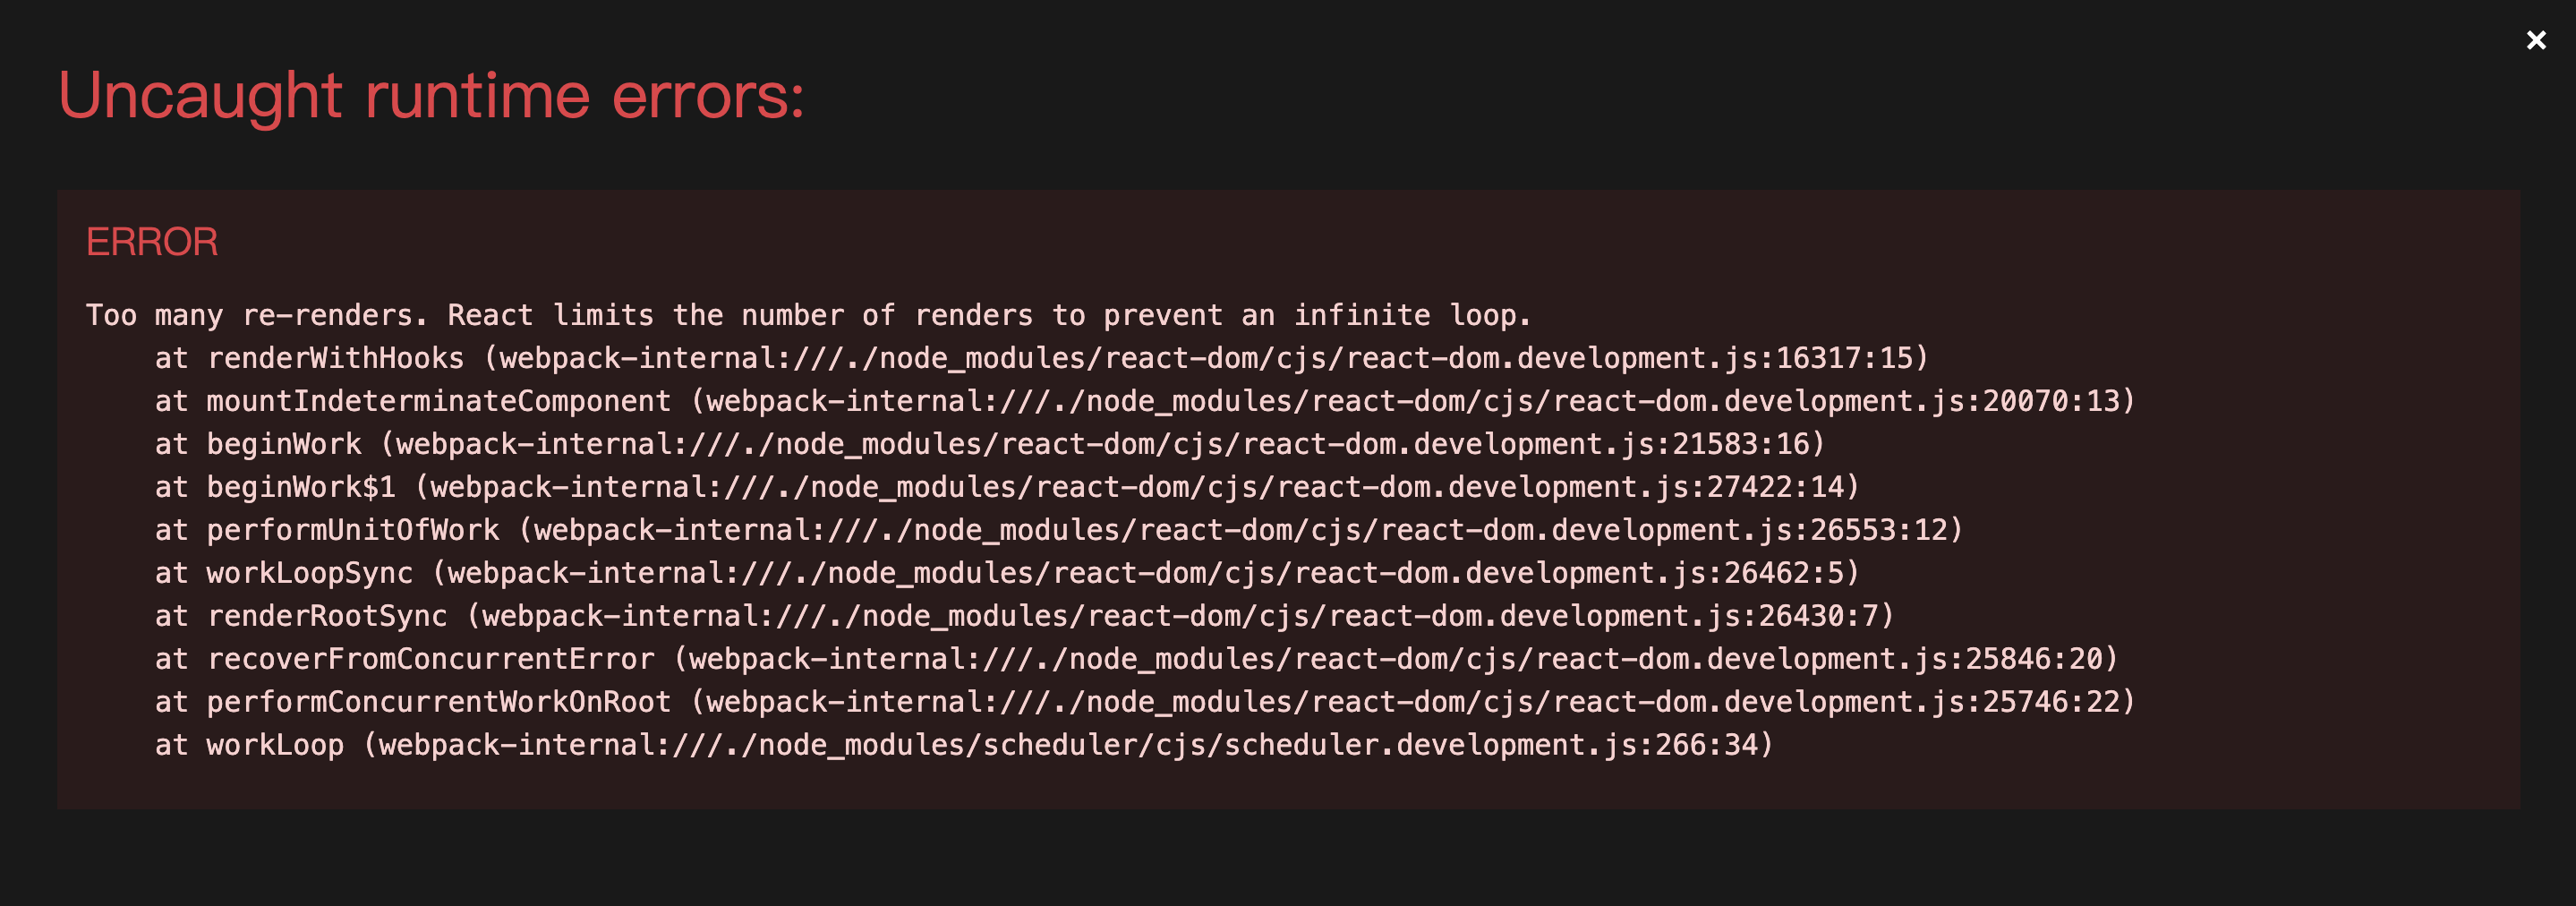 Uncaught runtime errors:
×
ERROR
Too many re-renders. React limits the number of renders to prevent an infinite loop.
    at renderWithHooks (webpack-internal:///./node_modules/react-dom/cjs/react-dom.development.js:16317:15)
    at mountIndeterminateComponent (webpack-internal:///./node_modules/react-dom/cjs/react-dom.development.js:20070:13)
    at beginWork (webpack-internal:///./node_modules/react-dom/cjs/react-dom.development.js:21583:16)
    at beginWork$1 (webpack-internal:///./node_modules/react-dom/cjs/react-dom.development.js:27422:14)
    at performUnitOfWork (webpack-internal:///./node_modules/react-dom/cjs/react-dom.development.js:26553:12)
    at workLoopSync (webpack-internal:///./node_modules/react-dom/cjs/react-dom.development.js:26462:5)
    at renderRootSync (webpack-internal:///./node_modules/react-dom/cjs/react-dom.development.js:26430:7)
    at recoverFromConcurrentError (webpack-internal:///./node_modules/react-dom/cjs/react-dom.development.js:25846:20)
    at performConcurrentWorkOnRoot (webpack-internal:///./node_modules/react-dom/cjs/react-dom.development.js:25746:22)
    at workLoop (webpack-internal:///./node_modules/scheduler/cjs/scheduler.development.js:266:34)